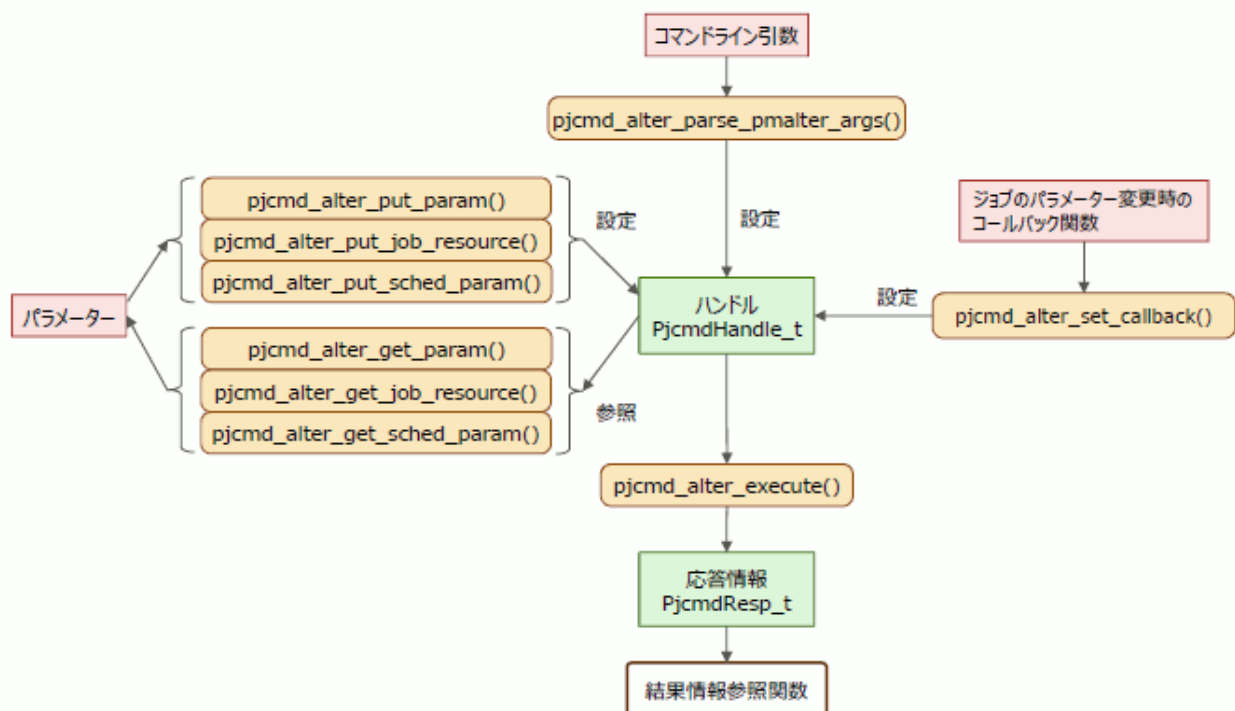 コマンドライン引数
pjcmd_alter_parse_pmalter_args()
pjcmd_alter_put_param()
pjcmd_alter_put_job_resource()
pjcmd_alter_put_sched_param()
設定
設定
ジョブのパラメーター変更時の
コールバック関数
パラメーター
ハンドル
PjcmdHandle_t
設定
pjcmd_alter_set_callback()
pjcmd_alter_get_param()
pjcmd_alter_get_job_resource()
pjcmd_alter_get_sched_param()
参照
pjcmd_alter_execute()
応答情報
PjcmdResp_t
結果情報参照関数